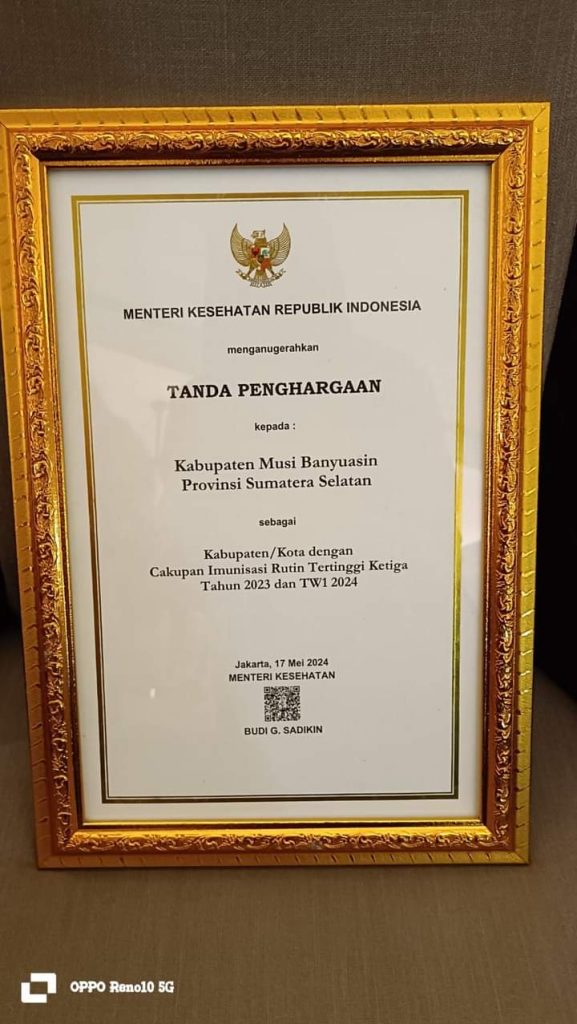 MENTERI KESEHATAN REPUBLIK INDONESIA
menganugerahkan
TANDA PENGHARGAAN
kepada :
Kabupaten Musi Banyuasin
Provinsi Sumatera Selatan
sebagai
Kabupaten/Kota dengan
Cakupan Imunisasi Rutin Tertinggi Ketiga
Tahun 2023 dan TW1 2024
Jakarta, 17 Mei 2024
MENTERI KESEHATAN
BUDI G. SADIKIN
OPPO Reno10 5G